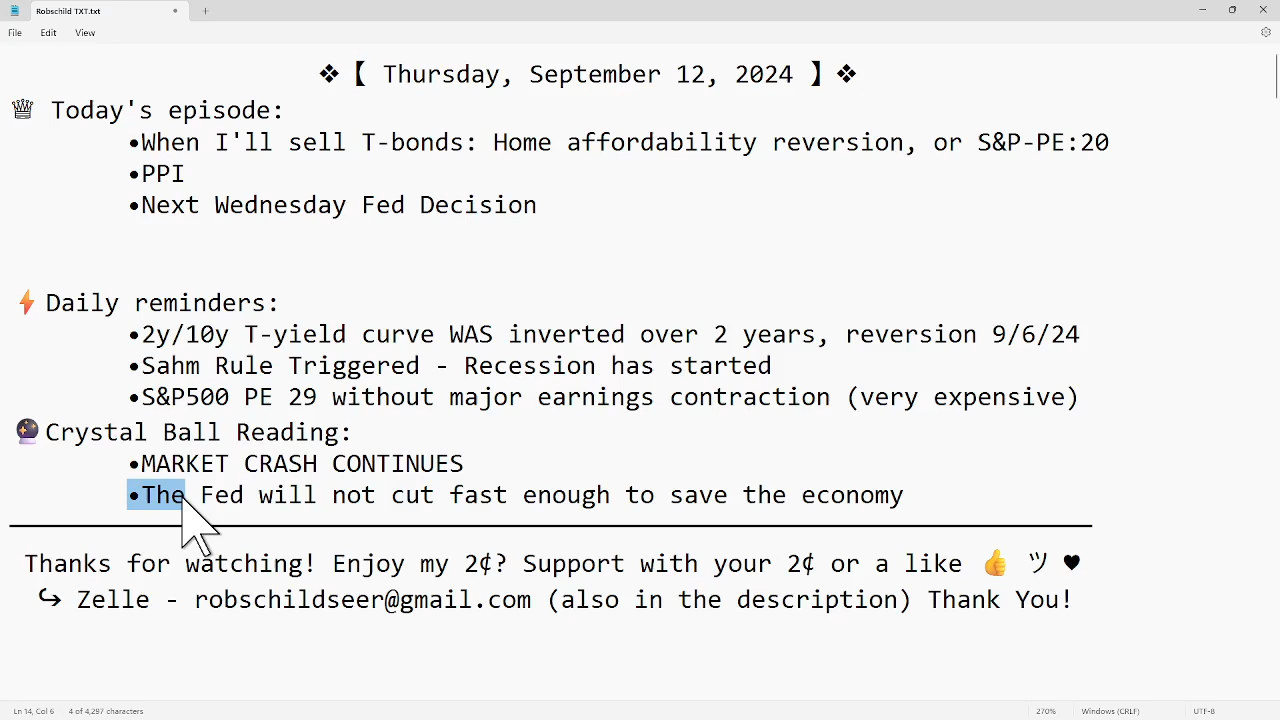 Robschild TXT.txt
File Edit View
❖【 Thursday, September 12, 2024 】❖
♕ Today's episode:
•When I'll sell T-bonds: Home affordability reversion, or S&P-PE:20
•PPI
•Next Wednesday Fed Decision
⚡Daily reminders:
•2y/10y T-yield curve WAS inverted over 2 years, reversion 9/6/24
•Sahm Rule Triggered - Recession has started
•S&P500 PE 29 without major earnings contraction (very expensive)
🔮Crystal Ball Reading:
•MARKET CRASH CONTINUES
•The Fed will not cut fast enough to save the economy
Thanks for watching! Enjoy my 2¢? Support with your 2¢ or a like 👍 ツ ♥
↪ Zelle - robschildseer@gmail.com (also in the description) Thank You!
Ln 14, Col 6 4 of 4,297 characters 270% Windows (CRLF) UTF-8